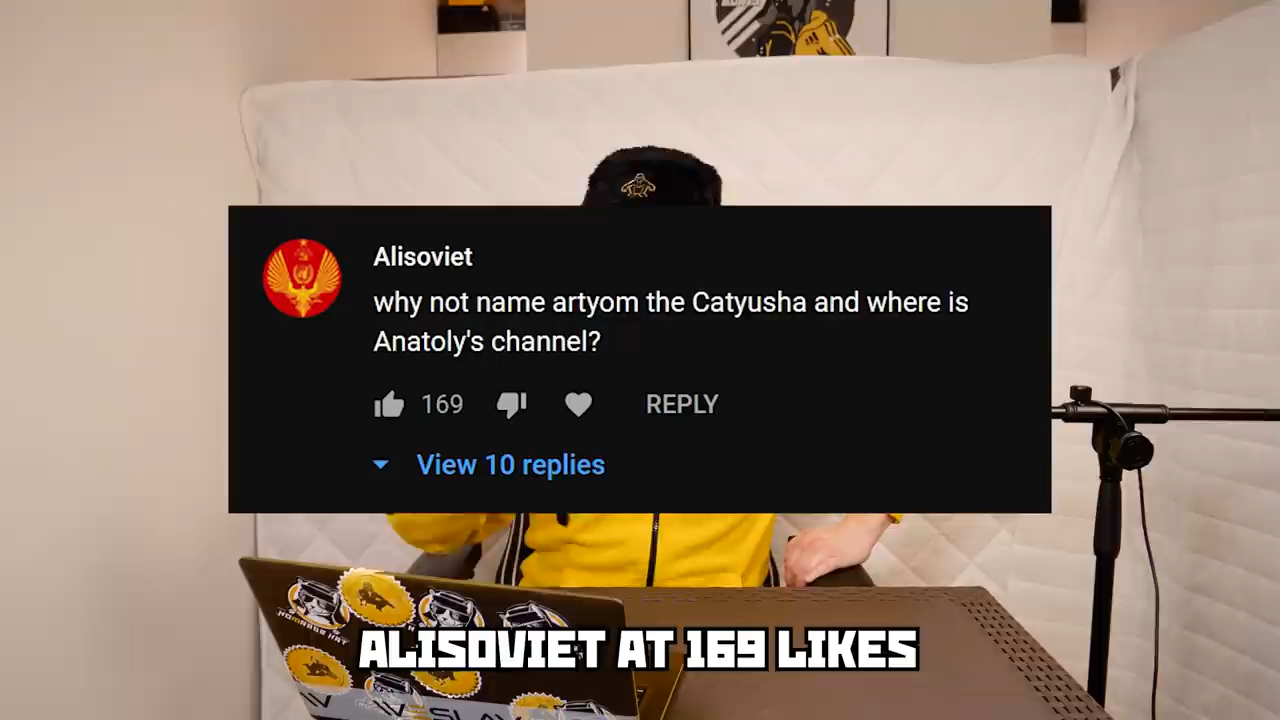 Alisoviet
why not name artyom the Catyusha and where is
Anatoly's channel?
169
REPLY
View 10 replies
ALISOVIET AT 169 LIKES